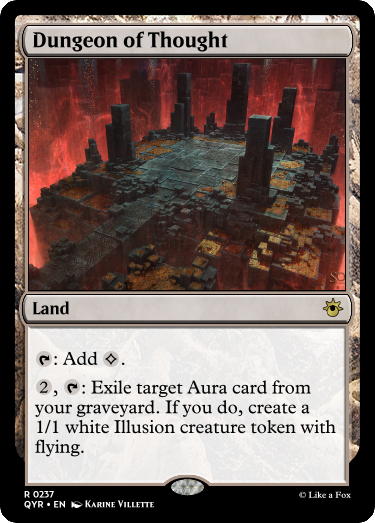 Dungeon of Thought
Land
: Add .
2, : Exile target Aura card from
your graveyard. If you do, create a
1/1 white Illusion creature token with
flying.
R 0237
QYR • EN KARINE VILLETTE
© Like a Fox